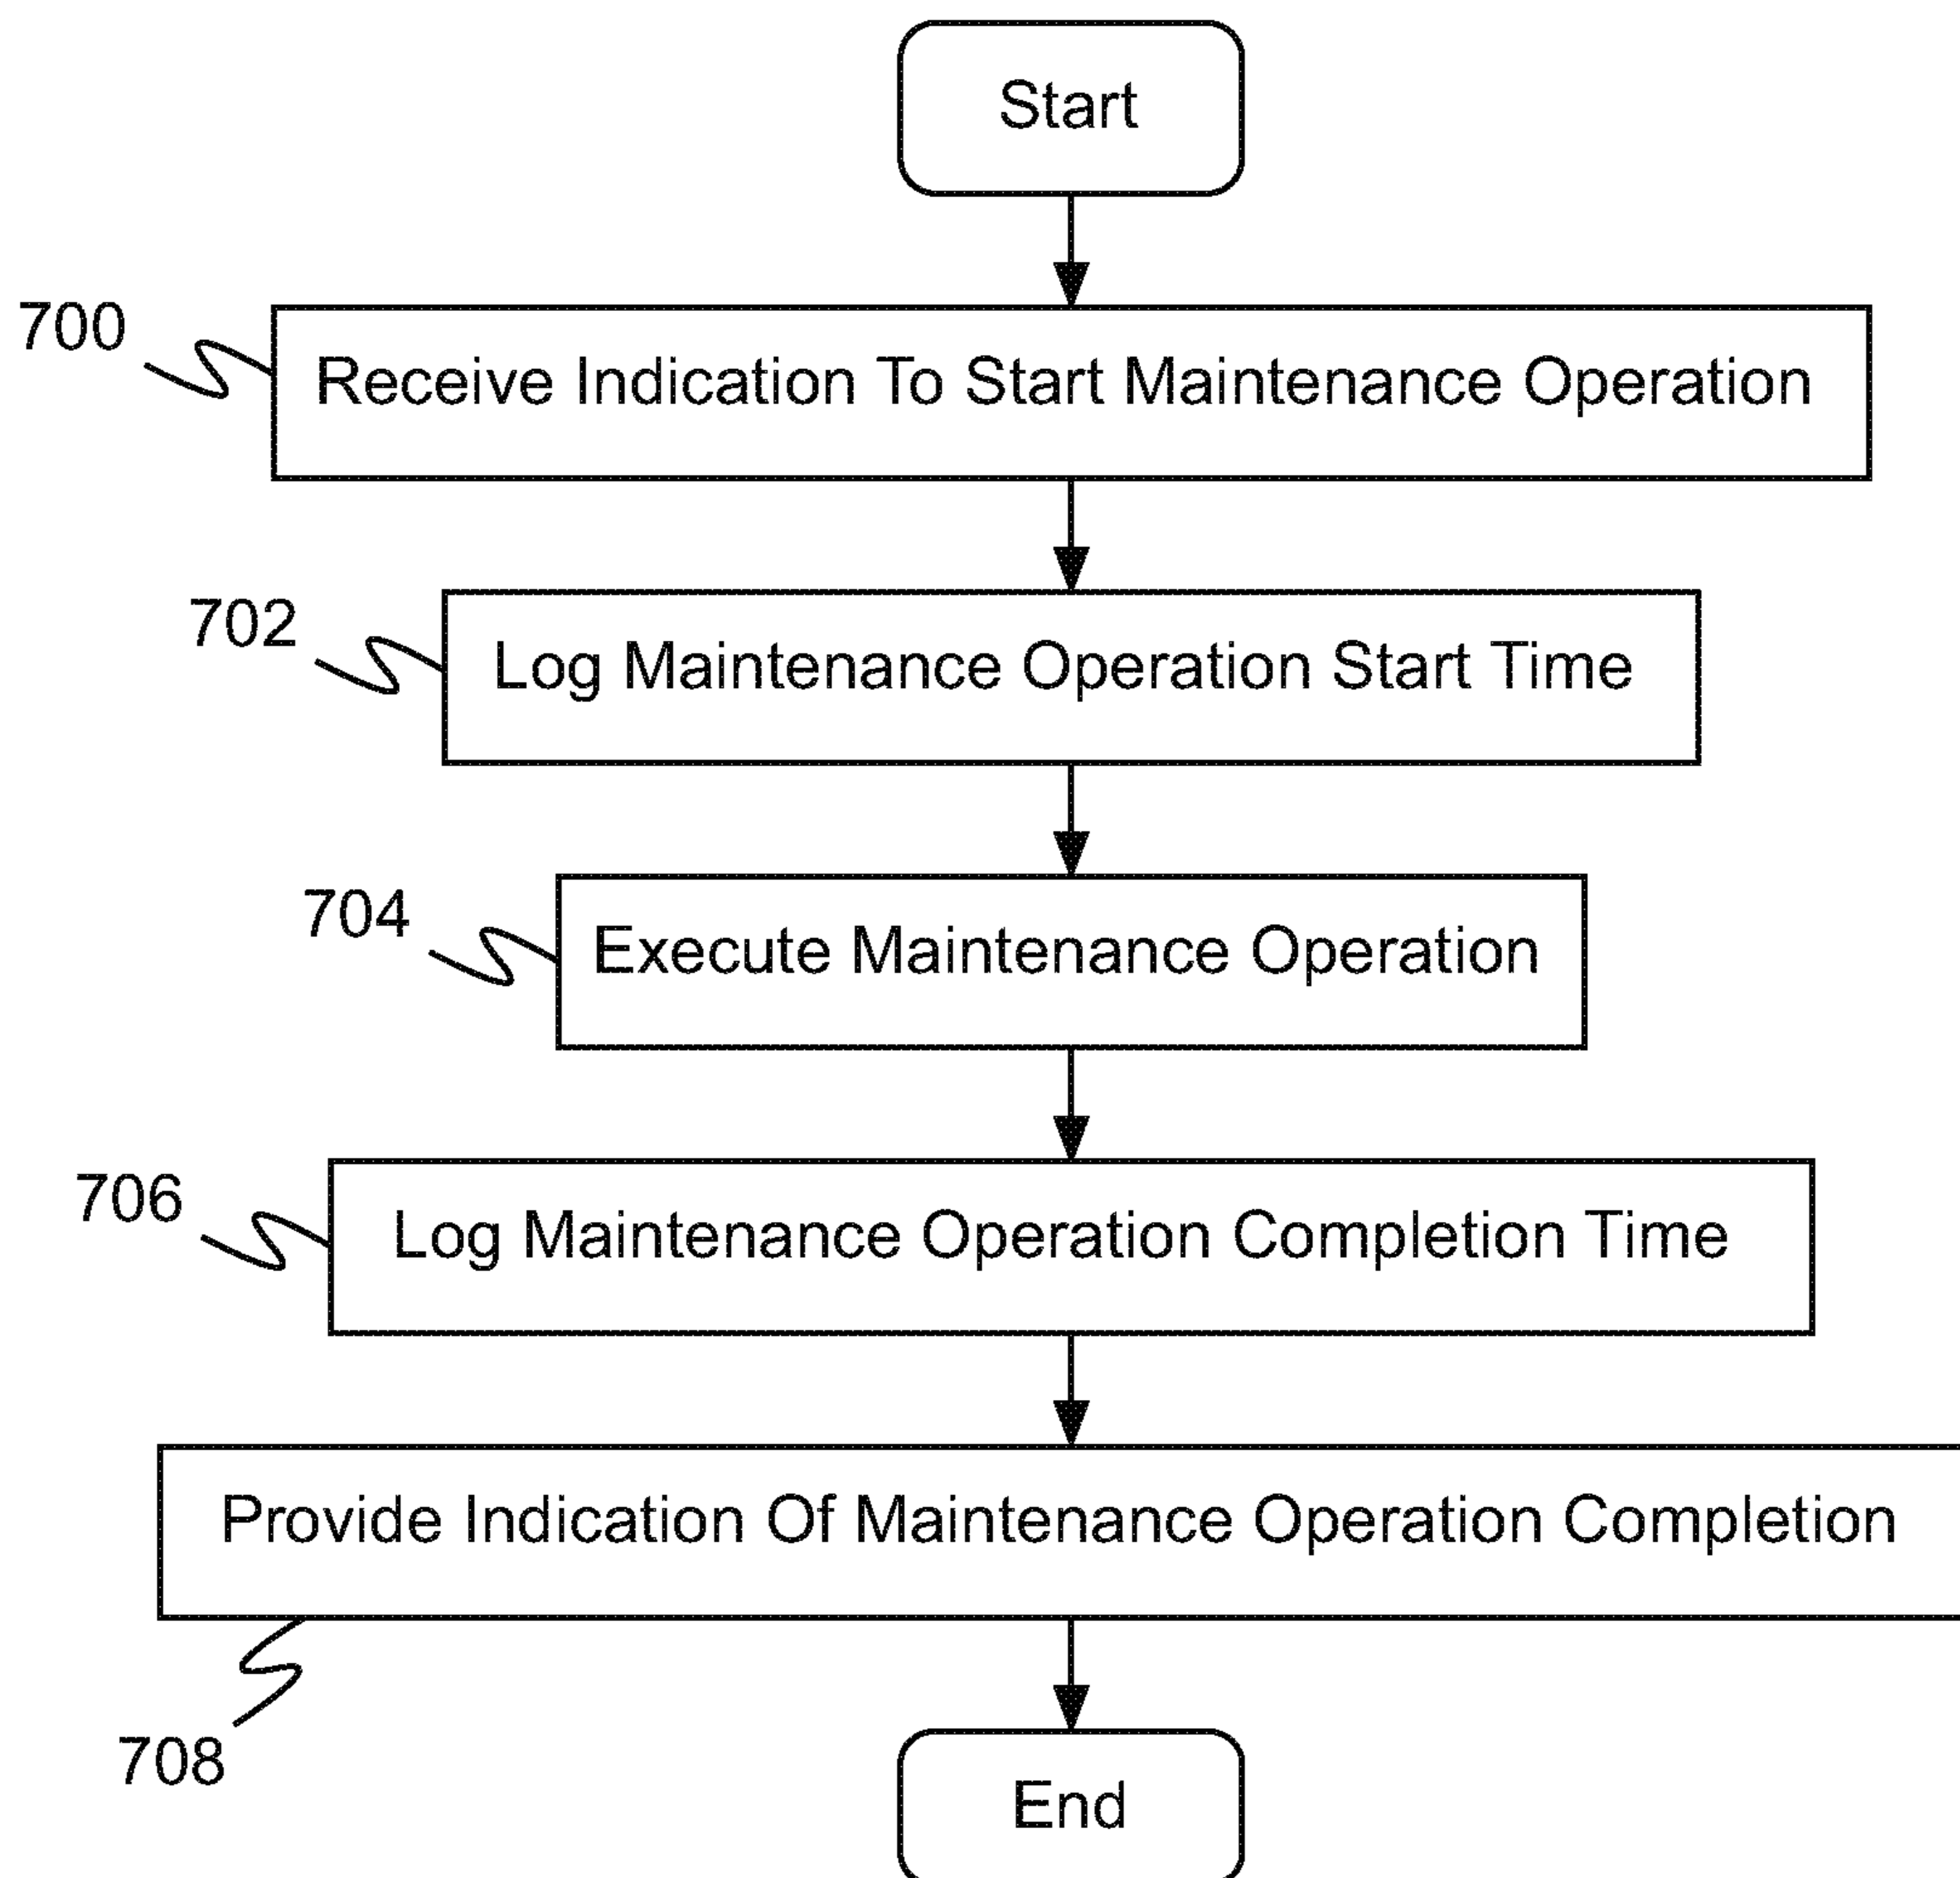 Start
700
Receive Indication To Start Maintenance Operation
702
Log Maintenance Operation Start Time
704
Execute Maintenance Operation
706
Log Maintenance Operation Completion Time
Provide Indication Of Maintenance Operation Completion
708
End